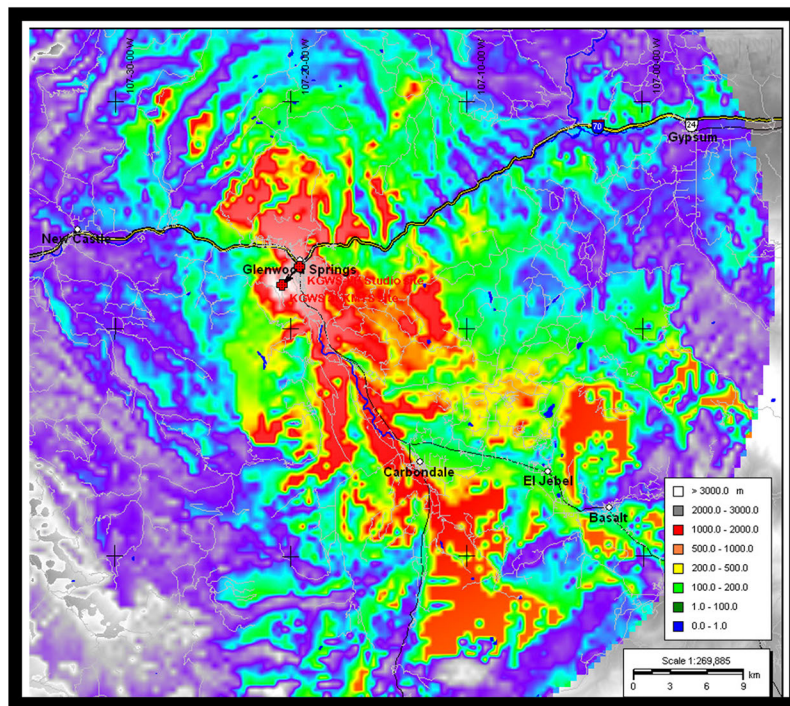 107-30-00 W
107-20-00 W
107-10-00 W
107-00-00 W
70
24
Gypsum
New Castle
Glenwood Springs
Studio site
Carbondale
El Jebel
Basalt
> 3000.0 m
2000.0 - 3000.0
1000.0 - 2000.0
500.0 - 1000.0
200.0 - 500.0
100.0 - 200.0
1.0 - 100.0
0.0 - 1.0
Scale 1:269,885
0 3 6 9
km